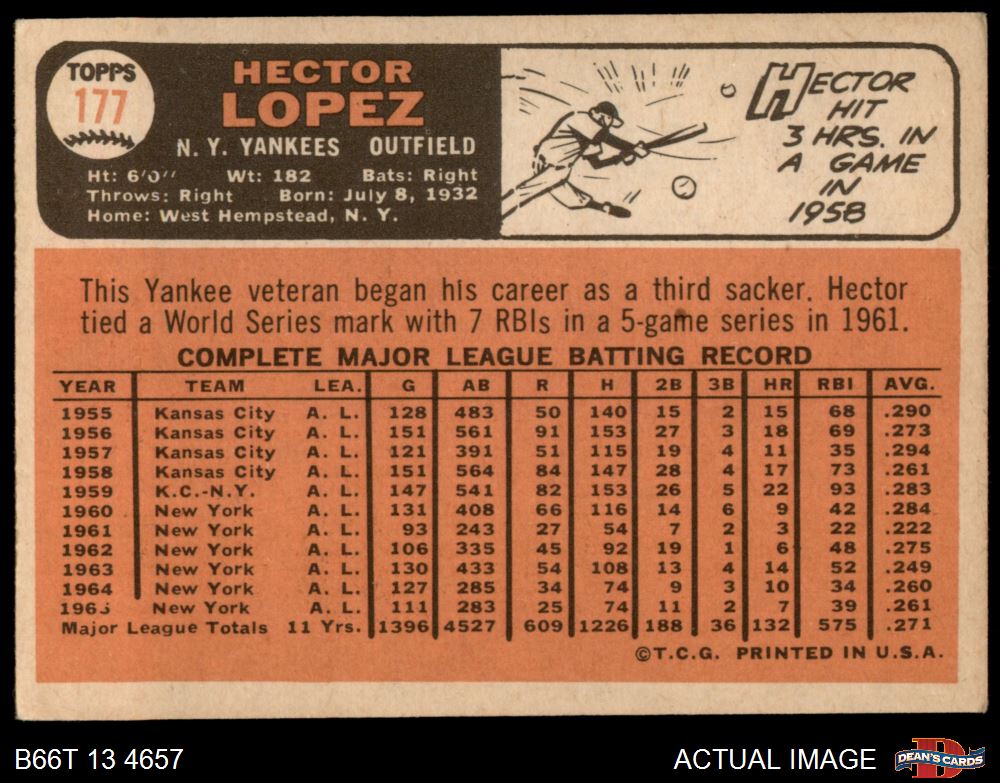 TOPPS
177
HECTOR
LOPEZ
N. Y. YANKEES OUTFIELD
Ht: 6'0" Wt: 182 Bats: Right
Throws: Right Born: July 8, 1932
Home: West Hempstead, N. Y.
HECTOR
HIT
3 HRS. IN
A GAME
IN
1958
This Yankee veteran began his career as a third sacker. Hector
tied a World Series mark with 7 RBIs in a 5-game series in 1961.
COMPLETE MAJOR LEAGUE BATTING RECORD
YEAR TEAM LEA. G AB R H 2B 3B HR RBI AVG.
1955 Kansas City A. L. 128 483 50 140 15 2 15 68 .290
1956 Kansas City A. L. 151 561 91 153 27 3 18 69 .273
1957 Kansas City A. L. 121 391 51 115 19 4 11 35 .294
1958 Kansas City A. L. 151 564 84 147 28 4 17 73 .261
1959 K.C.-N.Y. A. L. 147 541 82 153 26 5 22 93 .283
1960 New York A. L. 131 408 66 116 14 6 9 42 .284
1961 New York A. L. 93 243 27 54 7 2 3 22 .222
1962 New York A. L. 106 335 45 92 19 1 6 48 .275
1963 New York A. L. 130 433 54 108 13 4 14 52 .249
1964 New York A. L. 127 285 34 74 9 3 10 34 .260
1965 New York A. L. 111 283 25 74 11 2 7 39 .261
Major League Totals 11 Yrs. 1396 4527 609 1226 188 36 132 575 .271
©T.C.G. PRINTED IN U.S.A.
B66T 13 4657 ACTUAL IMAGE
D
DEAN'S CARDS